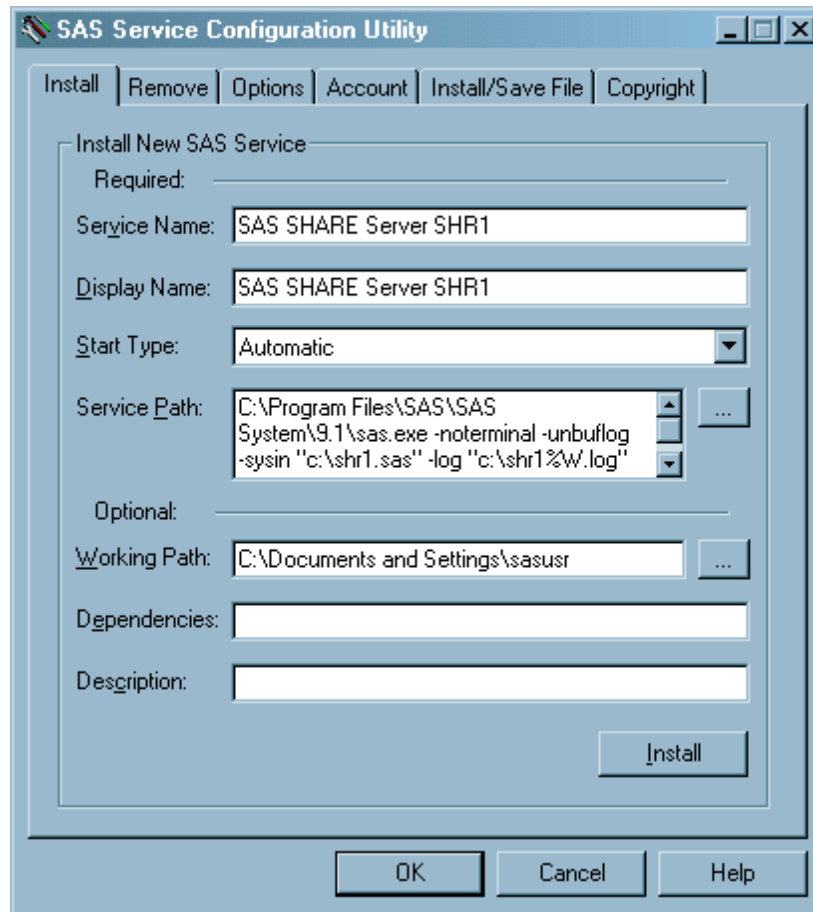 SAS Service Configuration Utility
Install Remove Options Account Install/Save File Copyright
Install New SAS Service
Required:
Service Name: SAS SHARE Server SHR1
Display Name: SAS SHARE Server SHR1
Start Type: Automatic
Service Path: C:\Program Files\SAS\SAS
System\9.1\sas.exe -noterminal -unbuflog
-sysin "c:\shr1.sas" -log "c:\shr1%W.log"
...
Optional:
Working Path: C:\Documents and Settings\sasusr ...
Dependencies:
Description:
Install
OK Cancel Help